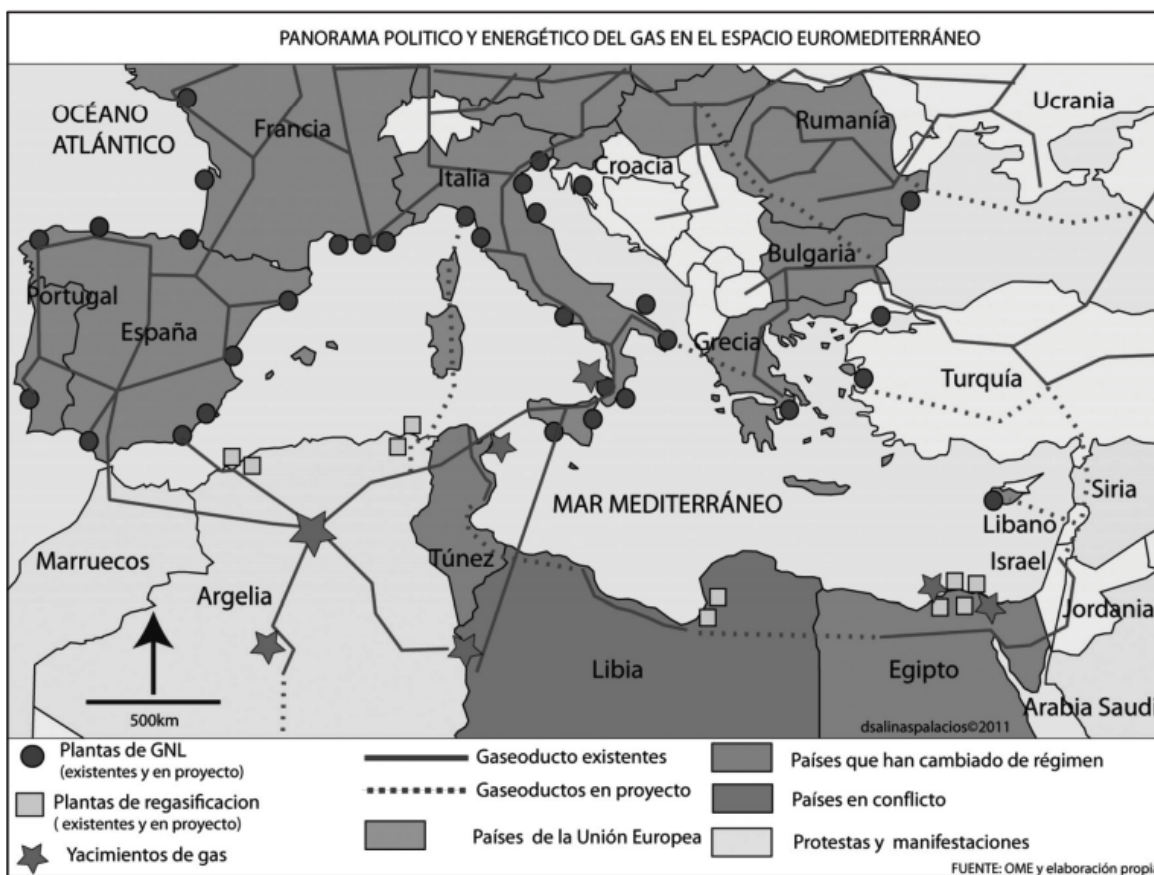 PANORAMA POLITICO Y ENERGÉTICO DEL GAS EN EL ESPACIO EUROMEDITERRÁNEO
OCÉANO
ATLÁNTICO
Francia
Ucrania
Rumanía
Croacia
Italia
Bulgaria
Portugal
España
Grecia
Turquía
MAR MEDITERRÁNEO
Siria
Libano
Israel
Marruecos
Túnez
Argelia
Jordania
Libia
Egipto
Arabia Saudi
500km
dsalinaspalacios©2011
Plantas de GNL
(existentes y en proyecto)
Plantas de regasificacion
( existentes y en proyecto)
Yacimientos de gas
Gaseoducto existentes
Gaseoductos en proyecto
Países de la Unión Europea
Países que han cambiado de régimen
Países en conflicto
Protestas y manifestaciones
FUENTE: OME y elaboración propia